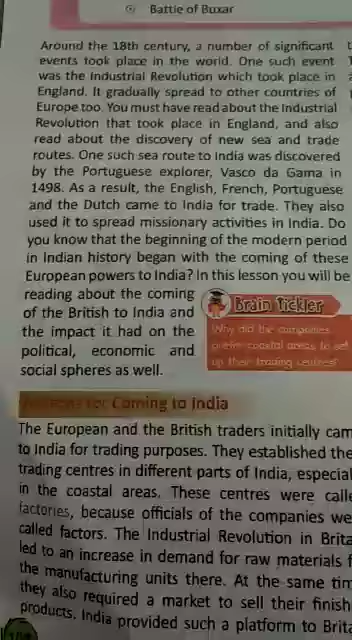 Battle of Buxar
Around the 18th century, a number of significant
events took place in the world. One such event
was the Industrial Revolution which took place in
England. It gradually spread to other countries of
Europe too. You must have read about the Industrial
Revolution that took place in England, and also
read about the discovery of new sea and trade
routes. One such sea route to India was discovered
by the Portuguese explorer, Vasco da Gama in
1498. As a result, the English, French, Portuguese
and the Dutch came to India for trade. They also
used it to spread missionary activities in India. Do
you know that the beginning of the modern period
in Indian history began with the coming of these
European powers to India? In this lesson you will be
reading about the coming
of the British to India and
the impact it had on the
political, economic and
social spheres as well.
Brain Tickler
Why did the companies
prefer coastal areas to set
up their trading centres?
for Coming to India
The European and the British traders initially cam
to India for trading purposes. They established the
trading centres in different parts of India, especial
in the coastal areas. These centres were calle
factories, because officials of the companies we
called factors. The Industrial Revolution in Brita
led to an increase in demand for raw materials f
the manufacturing units there. At the same tim
they also required a market to sell their finish
products. India provided such a platform to Brita